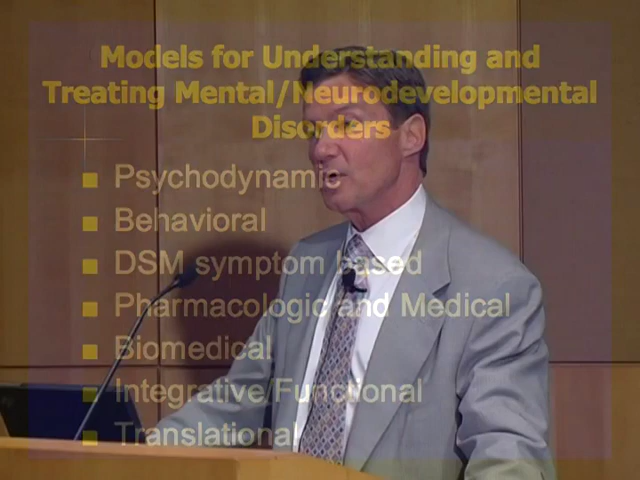 Models for Understanding and
Treating Mental/Neurodevelopmental
Disorders
Psychodynamic
Behavioral
DSM symptom based
Pharmacologic and Medical
Biomedical
Integrative/Functional
Translational